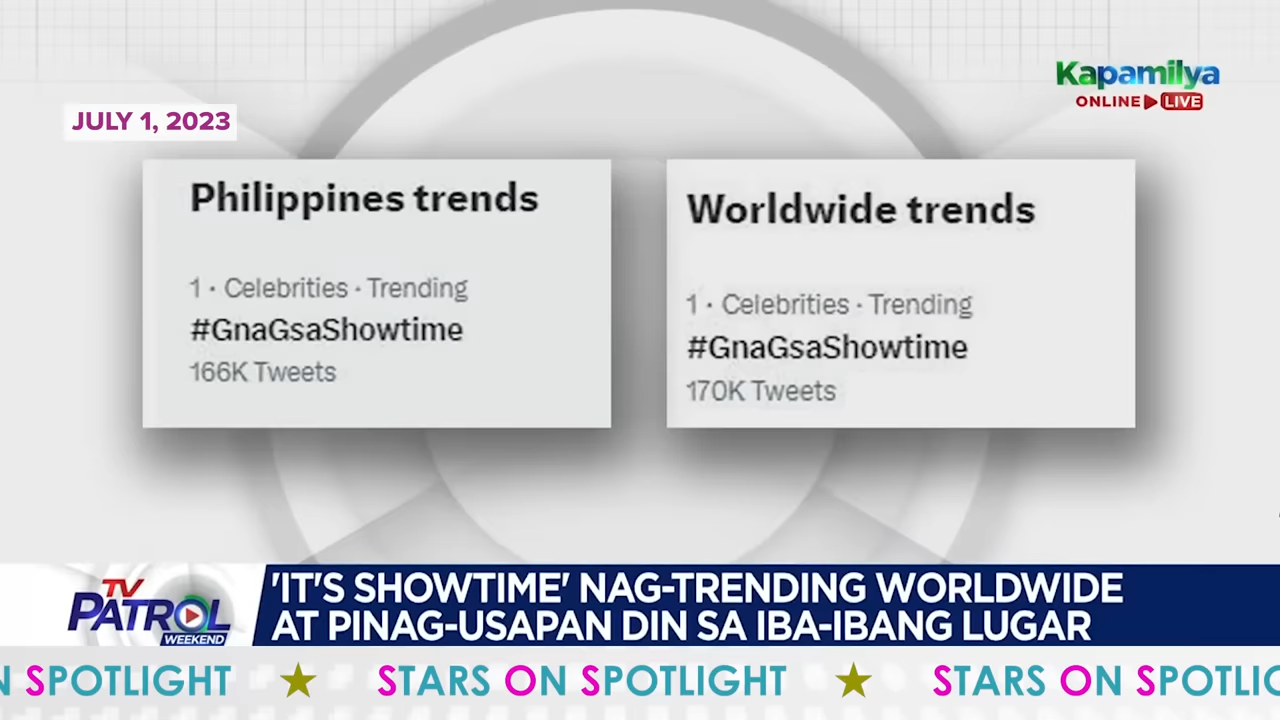 Kapamilya
ONLINE LIVE
JULY 1, 2023
Philippines trends
1 · Celebrities · Trending
#GnaGsaShowtime
166K Tweets
Worldwide trends
1 · Celebrities · Trending
#GnaGsaShowtime
170K Tweets
TV
PATROL
WEEKEND
'IT'S SHOWTIME' NAG-TRENDING WORLDWIDE
AT PINAG-USAPAN DIN SA IBA-IBANG LUGAR
N SPOTLIGHT ★ STARS ON SPOTLIGHT ★ STARS ON SPOTLIG